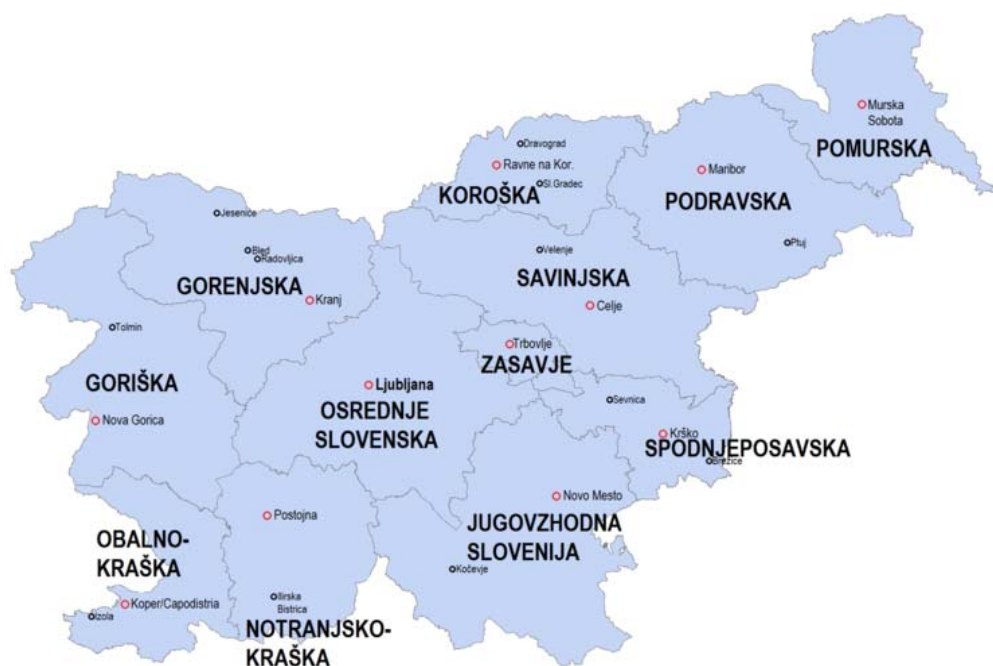 Murska
Sobota
POMURSKA
Dravograd
Ravne na Kor.
Sl.Gradec
KOROŠKA
Maribor
PODRAVSKA
Ptuj
Jesenice
Bled
Radovljica
GORENJSKA
Kranj
Velenje
SAVINJSKA
Celje
Tolmin
GORIŠKA
Nova Gorica
Trbovlje
ZASAVJE
Ljubljana
OSREDNJE
SLOVENSKA
Sevnica
Krško
SPODNJEPOSAVSKA
Brežice
Novo Mesto
JUGOVZHODNA
SLOVENIJA
Kočevje
Postojna
OBALNO-
KRAŠKA
Koper/Capodistria
Izola
Ilirska
Bistrica
NOTRANJSKO-
KRAŠKA